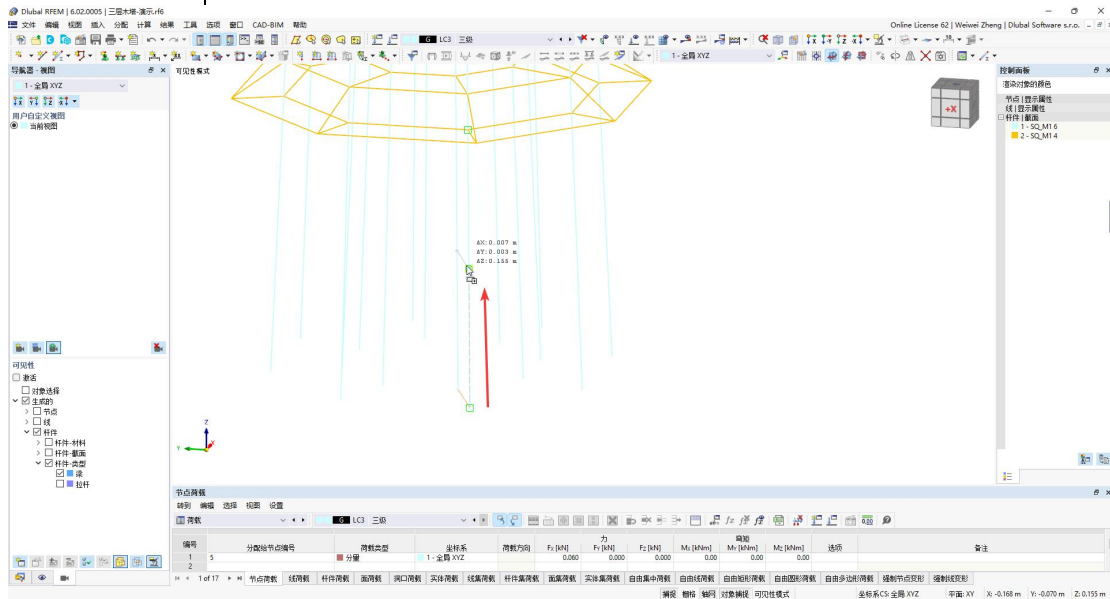 Dlubal RFEM | 6.02.0005 | 三层木塔-演示.rf6
文件 编辑 视图 插入 分配 计算 结果 工具 选项 窗口 CAD-BIM 帮助
Online License 62 | Weiwei Zheng | Dlubal Software s.r.o.
G LC3 三级
1 - 全局 XYZ
导航器 - 视图
1 - 全局 XYZ
用户自定义视图
当前视图
可见性模式
+X
ΔX:0.007 m
ΔY:0.003 m
ΔZ:0.155 m
控制面板
渲染对象的颜色
节点 | 显示属性
线 | 显示属性
杆件 | 截面
1 - SQ_M1 6
2 - SQ_M1 4
可见性
激活
对象选择
生成的
节点
线
杆件
杆件-材料
杆件-截面
杆件-类型
梁
拉杆
Z
Y
X
节点荷载
转到 编辑 选择 视图 设置
荷载
G LC3 三级
编号 分配给节点编号 荷载类型 坐标系 荷载方向 力 弯矩 选项 备注
Fx [kN] Fy [kN] Fz [kN] Mx [kNm] My [kNm] Mz [kNm]
1 5 分量 1 - 全局 XYZ 0.060 0.000 0.000 0.00 0.00 0.00
2
1 of 17 节点荷载 线荷载 杆件荷载 面荷载 洞口荷载 实体荷载 线集荷载 杆件集荷载 面集荷载 实体集荷载 自由集中荷载 自由线荷载 自由矩形荷载 自由圆形荷载 自由多边形荷载 强制节点变形 强制线变形
捕捉 栅格 轴网 对象捕捉 可见性模式 坐标系CS: 全局 XYZ 平面: XY X: -0.168 m Y: -0.070 m Z: 0.155 m